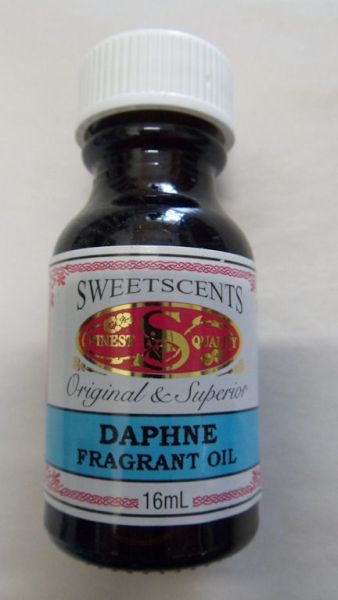 SWEETSCENTS
FINEST S QUALITY
Original & Superior
DAPHNE
FRAGRANT OIL
16mL